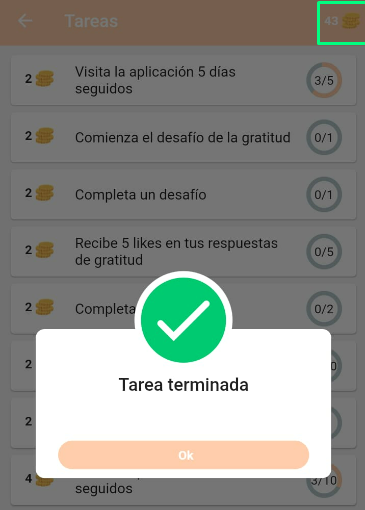 Tareas
43
2
Visita la aplicación 5 días
seguidos
3/5
2
Comienza el desafío de la gratitud
0/1
2
Completa un desafío
0/1
2
Recibe 5 likes en tus respuestas
de gratitud
0/5
2
Completa
0/2
Tarea terminada
2
0
2
Ok
4
seguidos
3/10